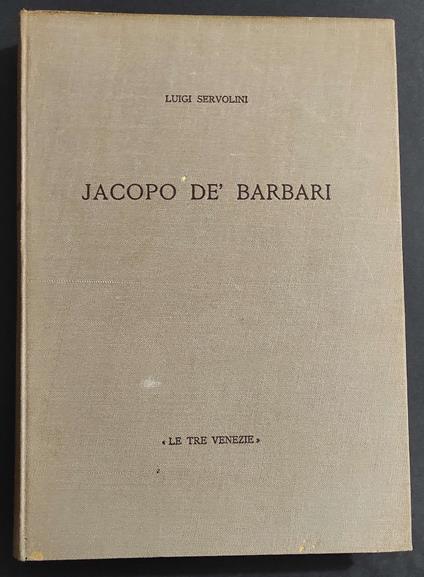 LUIGI SERVOLINI
JACOPO DE' BARBARI
« LE TRE VENEZIE »